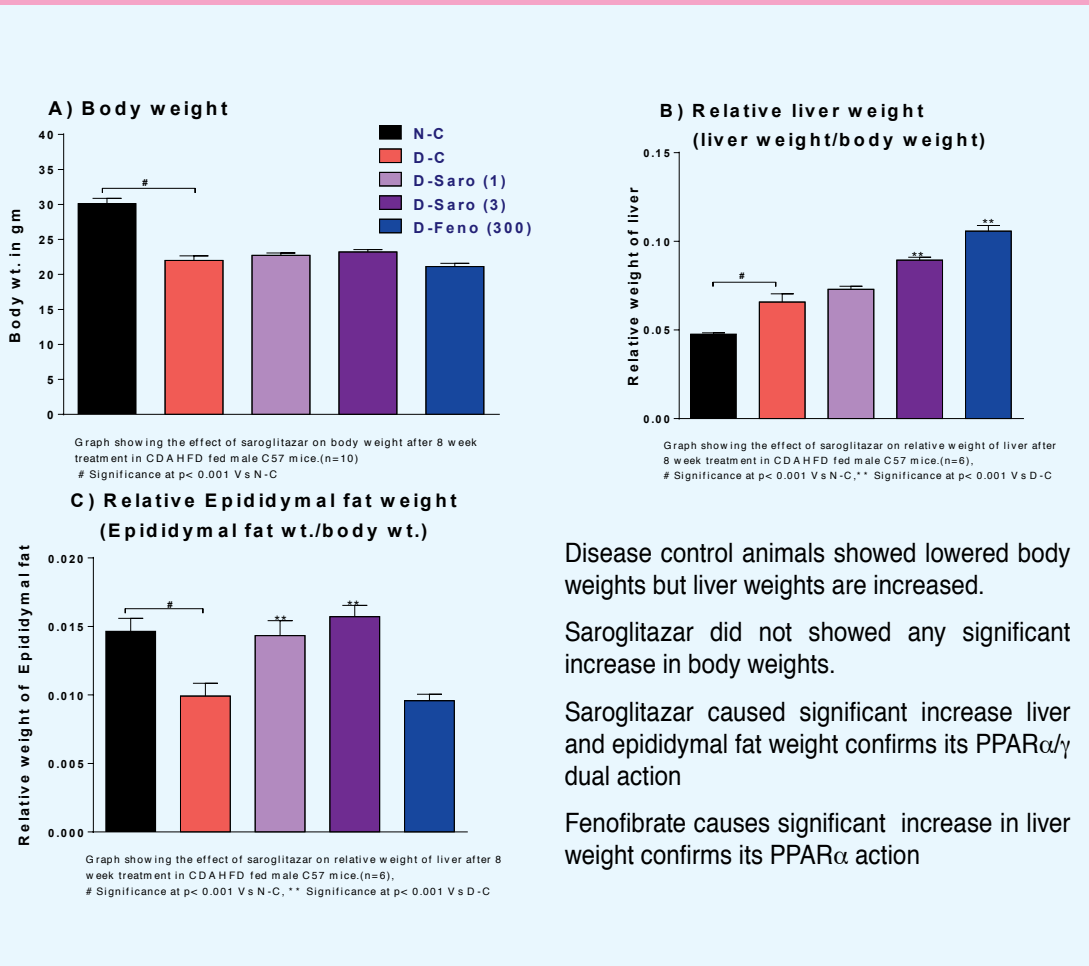 A) Body weight
40
35
30
25
20
15
10
5
0
Body wt. in gm
#
N-C
D-C
D-Saro (1)
D-Saro (3)
D-Feno (300)
Graph showing the effect of saroglitazar on body weight after 8 week
treatment in CDAHFD fed male C57 mice.(n=10)
# Significance at p< 0.001 Vs N-C
B) Relative liver weight
(liver weight/body weight)
0.15
0.10
0.05
0.00
Relative weight of liver
#
**
**
Graph showing the effect of saroglitazar on relative weight of liver after
8 week treatment in CDAHFD fed male C57 mice.(n=6),
# Significance at p< 0.001 Vs N-C,** Significance at p< 0.001 Vs D-C
C) Relative Epididymal fat weight
(Epididymal fat wt./body wt.)
0.020
0.015
0.010
0.005
0.000
Relative weight of Epididymal fat
#
**
**
Graph showing the effect of saroglitazar on relative weight of liver after 8
week treatment in CDAHFD fed male C57 mice.(n=6),
# Significance at p< 0.001 Vs N-C, ** Significance at p< 0.001 Vs D-C
Disease control animals showed lowered body
weights but liver weights are increased.
Saroglitazar did not showed any significant
increase in body weights.
Saroglitazar caused significant increase liver
and epididymal fat weight confirms its PPARα/γ
dual action
Fenofibrate causes significant increase in liver
weight confirms its PPARα action